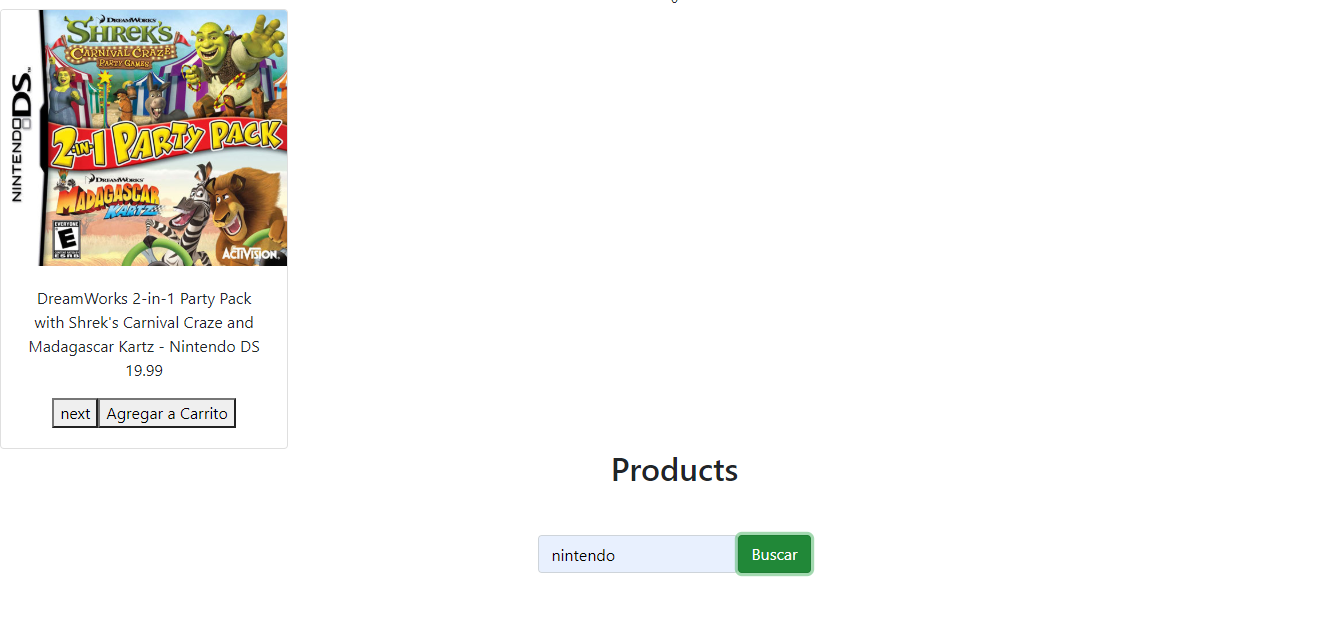 DREAMWORKS
SHREK'S
CARNIVAL CRAZE
PARTY GAMES
NINTENDODS™
2-IN-1 PARTY PACK
DREAMWORKS
MADAGASCAR
KARTZ
EVERYONE
E
ESRB
ACTIVISION.
DreamWorks 2-in-1 Party Pack
with Shrek's Carnival Craze and
Madagascar Kartz - Nintendo DS
19.99
next Agregar a Carrito
Products
nintendo Buscar